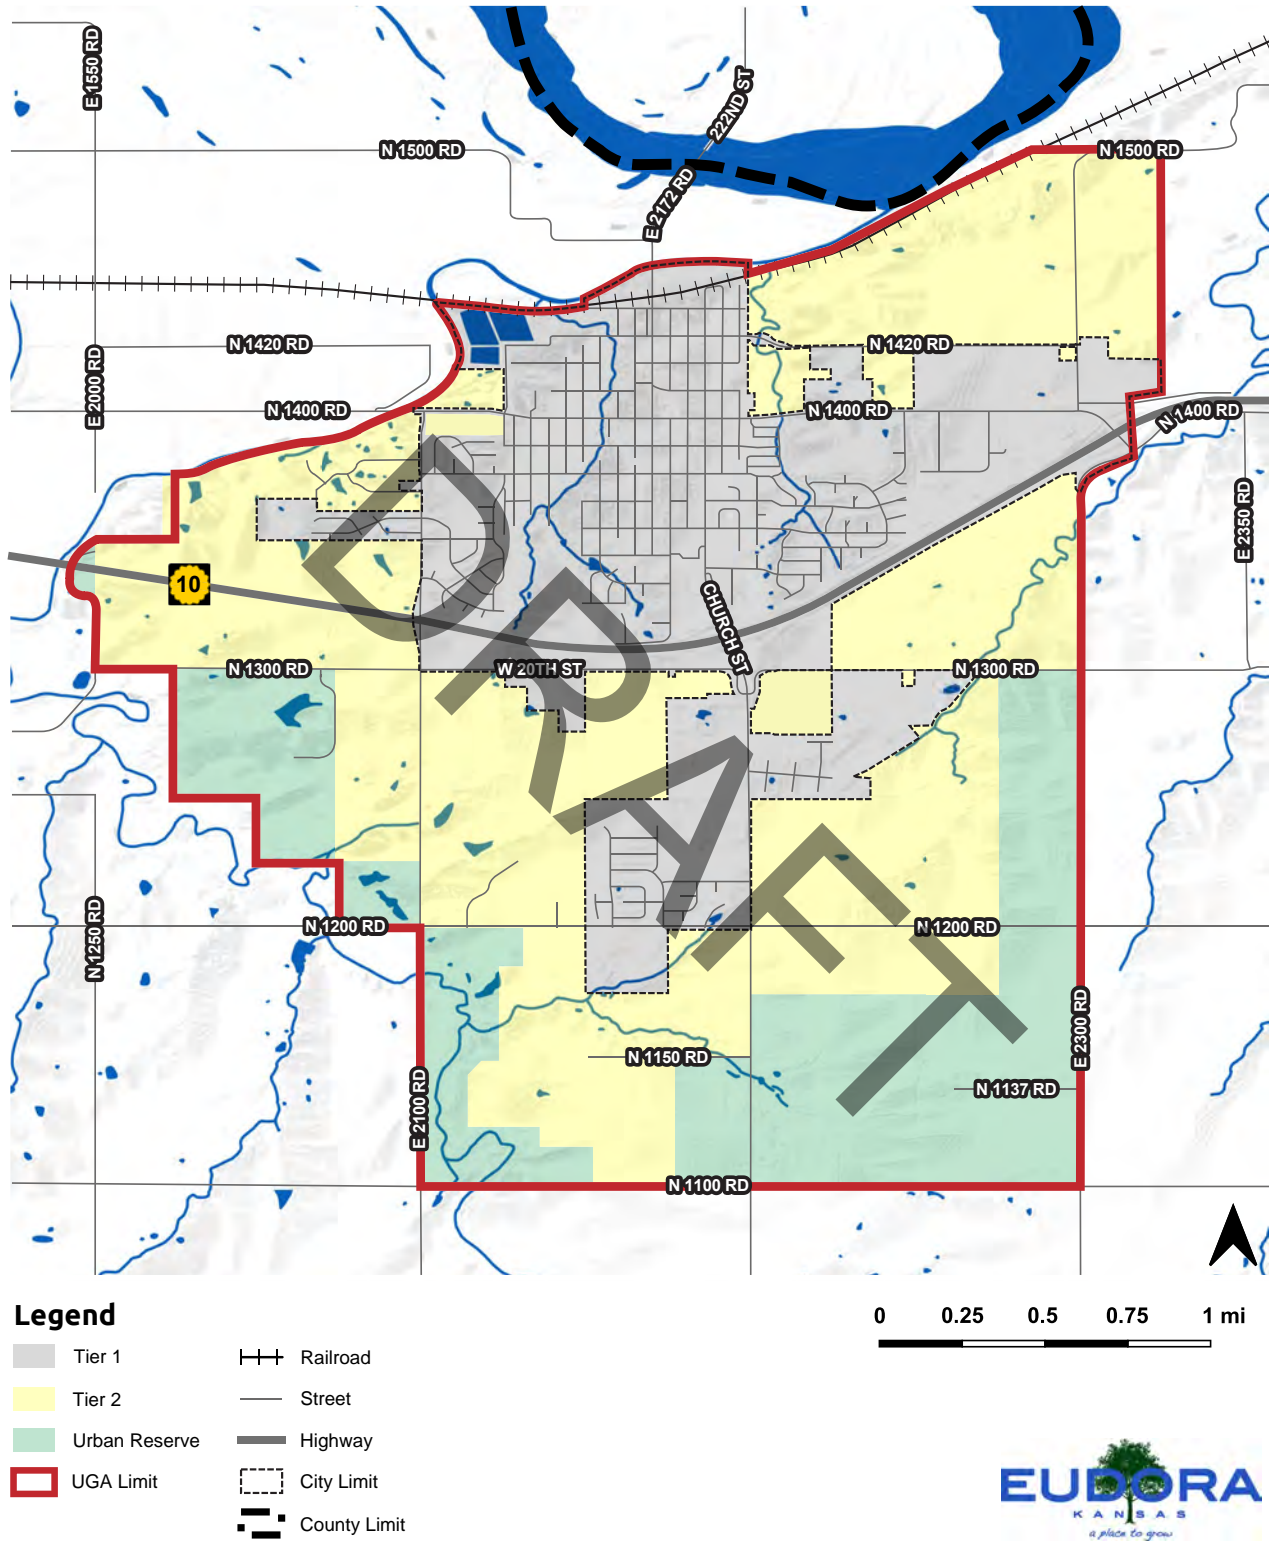 E 1550 RD
222ND ST
N 1500 RD
N 1500 RD
E 2172 RD
N 1420 RD
N 1420 RD
E 2000 RD
N 1400 RD
N 1400 RD
N 1400 RD
E 2350 RD
10
CHURCH ST
N 1300 RD
W 20TH ST
N 1300 RD
DRAFT
N 1250 RD
N 1200 RD
N 1200 RD
E 2300 RD
N 1150 RD
N 1137 RD
E 2100 RD
N 1100 RD
Legend
Tier 1
Tier 2
Urban Reserve
UGA Limit
Railroad
Street
Highway
City Limit
County Limit
0 0.25 0.5 0.75 1 mi
EUDORA
KANSAS
a place to grow